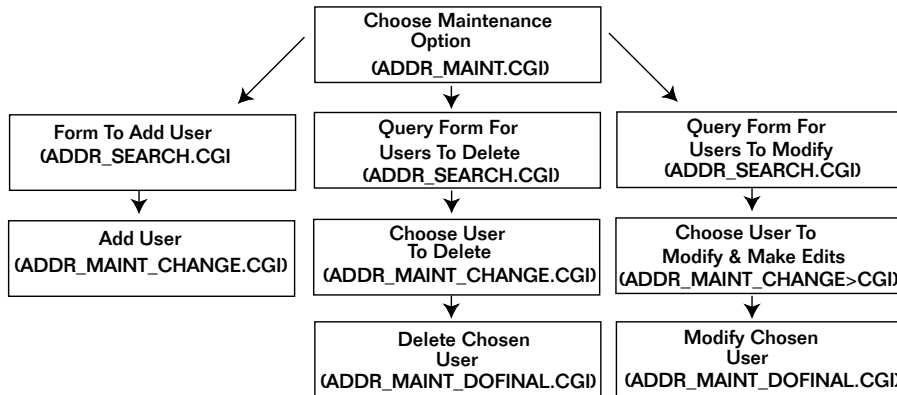 Choose Maintenance
Option
(ADDR_MAINT.CGI)
Form To Add User
(ADDR_SEARCH.CGI
Query Form For
Users To Delete
(ADDR_SEARCH.CGI)
Query Form For
Users To Modify
(ADDR_SEARCH.CGI)
Add User
(ADDR_MAINT_CHANGE.CGI)
Choose User
To Delete
(ADDR_MAINT_CHANGE.CGI)
Choose User To
Modify & Make Edits
(ADDR_MAINT_CHANGE>CGI)
Delete Chosen
User
(ADDR_MAINT_DOFINAL.CGI)
Modify Chosen
User
(ADDR_MAINT_DOFINAL.CGI)